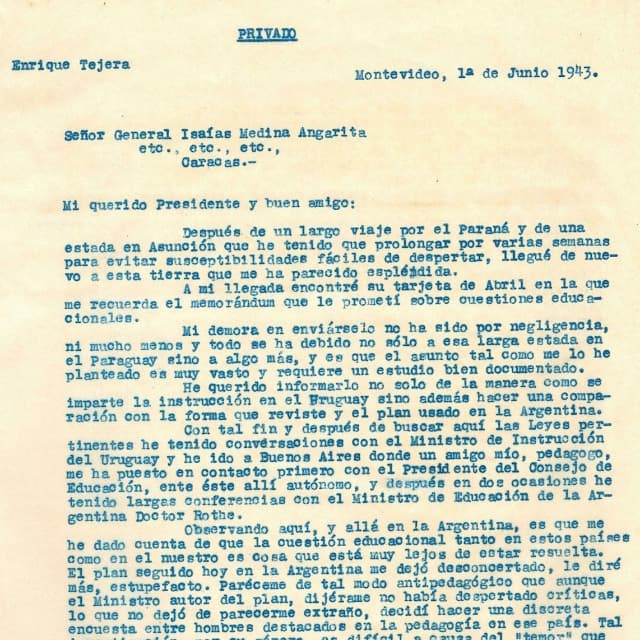 PRIVADO
Enrique Tejera
Montevideo, 1a de Junio 1943.
Señor General Isaías Medina Angarita
etc., etc., etc.,
Caracas.-
Mi querido Presidente y buen amigo:
Después de un largo viaje por el Paraná y de una
estada en Asunción que he tenido que prolongar por varias semanas
para evitar susceptibilidades fáciles de despertar, llegué de nue-
vo a esta tierra que me ha parecido espléndida.
A mi llegada encontré su tarjeta de Abril en la que
me recuerda el memorándum que le prometí sobre cuestiones educa-
cionales.
Mi demora en enviárselo no ha sido por negligencia,
ni mucho menos y todo se ha debido no sólo a esa larga estada en
el Paraguay sino a algo más, y es que el asunto tal como me lo he
planteado es muy vasto y requiere un estudio bien documentado.
He querido informarlo no solo de la manera como se
imparte la instrucción en el Uruguay sino además hacer una compa-
ración con la forma que reviste y el plan usado en la Argentina.
Con tal fin y después de buscar aquí las Leyes per-
tinentes he tenido conversaciones con el Ministro de Instrucción
del Uruguay y he ido a Buenos Aires donde un amigo mío, pedagogo,
me ha puesto en contacto primero con el Presidente del Consejo de
Educación, ente éste allí autónomo, y después en dos ocasiones he
tenido largas conferencias con el Ministro de Educación de la Ar-
gentina Doctor Rothe.
Observando aquí, y allá en la Argentina, es que me
he dado cuenta de que la cuestión educacional tanto en estos países
como en el nuestro es cosa que está muy lejos de estar resuelta.
El plan seguido hoy en la Argentina me dejó desconcertado, le diré
más, estupefacto. Paréceme de tal modo antipedagógico que aunque
el Ministro autor del plan, dijérame no había despertado críticas,
lo que no dejó de parecerme extraño, decidí hacer una discreta
encuesta entre hombres destacados en la pedagogía en ese país. Tal
es difícil a causa del temor que